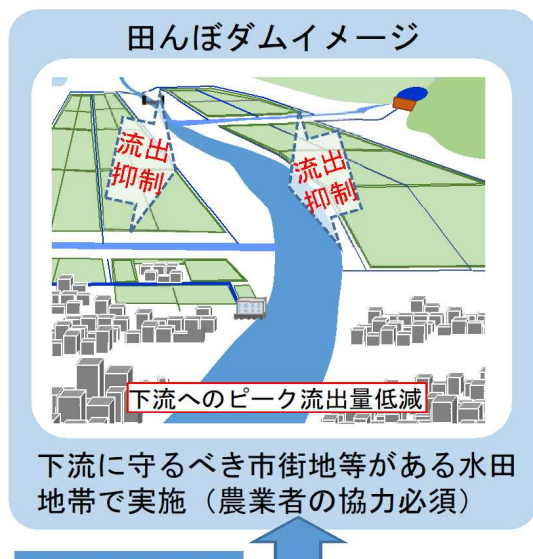 田んぼダムイメージ
流出
抑制
流出
抑制
下流へのピーク流出量低減
下流に守るべき市街地等がある水田
地帯で実施（農業者の協力必須）